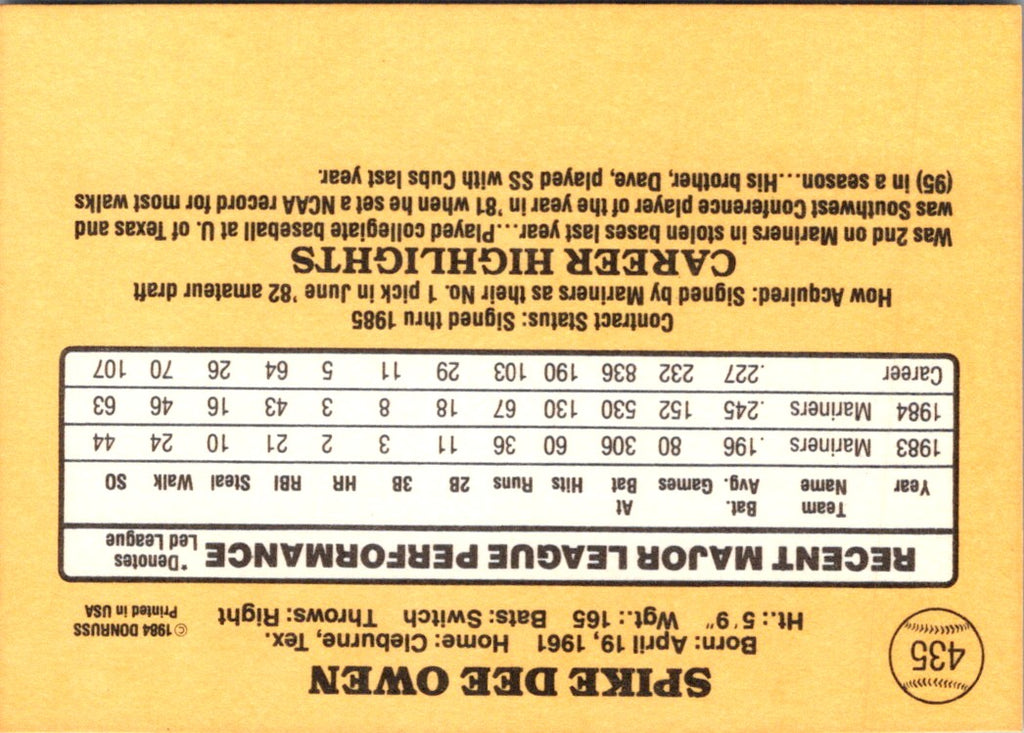 435
SPIKE DEE OWEN
Born: April 19, 1961 Home: Cleburne, Tex.
Ht.: 5'9" Wgt.: 165 Bats: Switch Throws: Right
© 1984 DONRUSS
Printed in USA
RECENT MAJOR LEAGUE PERFORMANCE *Denotes Led League
Year Team Name Bat. Avg. Games At Bat Hits Runs 2B 3B HR RBI Steal Walk SO
1983 Mariners .196 80 306 60 36 11 3 2 21 10 24 44
1984 Mariners .245 152 530 130 67 18 8 3 43 16 46 63
Career .227 232 836 190 103 29 11 5 64 26 70 107
Contract Status: Signed thru 1985
How Acquired: Signed by Mariners as their No. 1 pick in June '82 amateur draft
CAREER HIGHLIGHTS
Was 2nd on Mariners in stolen bases last year...Played collegiate baseball at U. of Texas and
was Southwest Conference player of the year in '81 when he set a NCAA record for most walks
(95) in a season...His brother, Dave, played SS with Cubs last year.